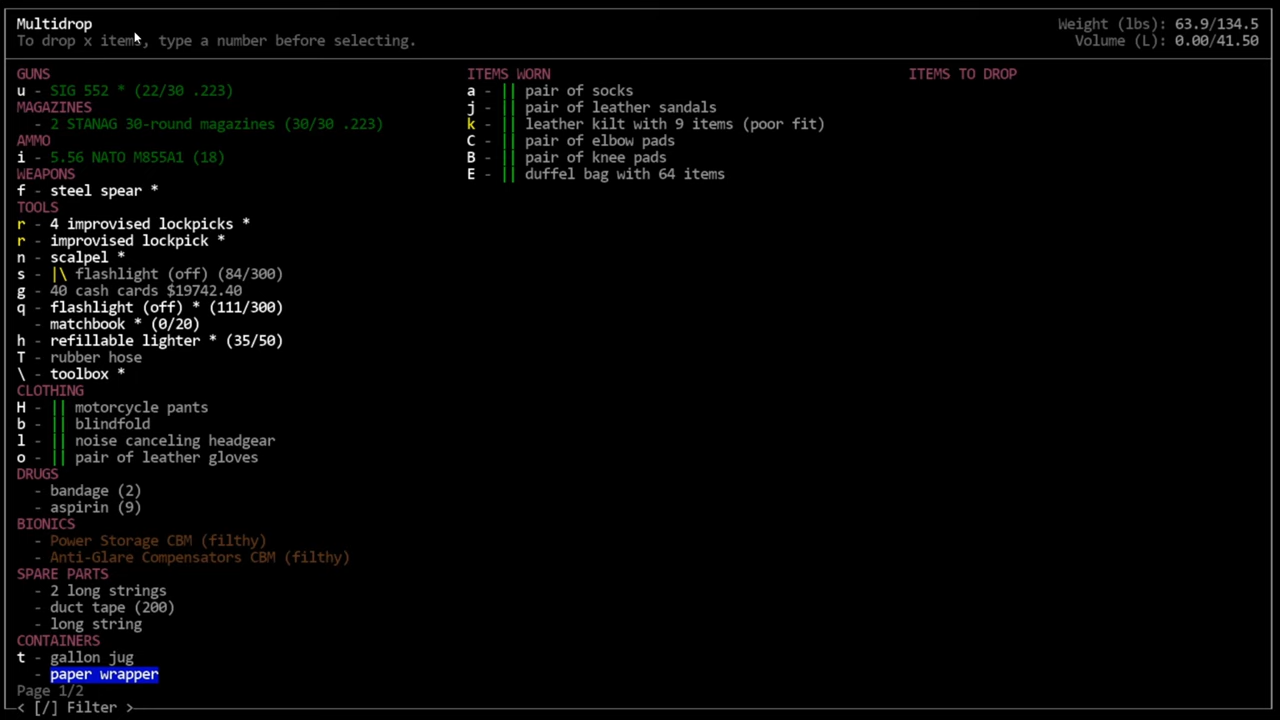 Multidrop
To drop x items, type a number before selecting.
Weight (lbs): 63.9/134.5
Volume (L): 0.00/41.50
GUNS
u - SIG 552 * (22/30 .223)
MAGAZINES
- 2 STANAG 30-round magazines (30/30 .223)
AMMO
i - 5.56 NATO M855A1 (18)
WEAPONS
f - steel spear *
TOOLS
r - 4 improvised lockpicks *
r - improvised lockpick *
n - scalpel *
s - |\ flashlight (off) (84/300)
g - 40 cash cards $19742.40
q - flashlight (off) * (111/300)
- matchbook * (0/20)
h - refillable lighter * (35/50)
T - rubber hose
\ - toolbox *
CLOTHING
H - || motorcycle pants
b - || blindfold
l - || noise canceling headgear
o - || pair of leather gloves
DRUGS
- bandage (2)
- aspirin (9)
BIONICS
- Power Storage CBM (filthy)
- Anti-Glare Compensators CBM (filthy)
SPARE PARTS
- 2 long strings
- duct tape (200)
- long string
CONTAINERS
t - gallon jug
- paper wrapper
Page 1/2
< [/] Filter >
ITEMS WORN
a - || pair of socks
j - || pair of leather sandals
k - || leather kilt with 9 items (poor fit)
C - || pair of elbow pads
B - || pair of knee pads
E - || duffel bag with 64 items
ITEMS TO DROP